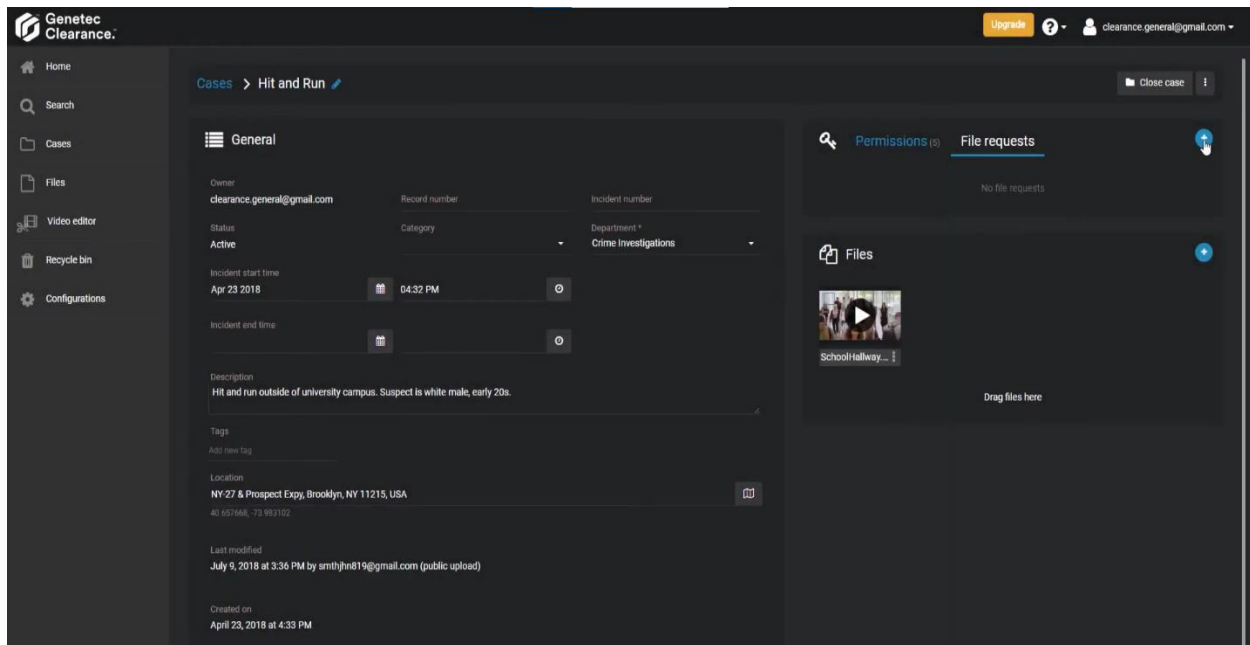 Genetec
Clearance.
Upgrade
clearance.general@gmail.com
Home
Search
Cases
Files
Video editor
Recycle bin
Configurations
Cases > Hit and Run
Close case
General
Owner
clearance.general@gmail.com
Record number
Incident number
Status
Active
Category
Department *
Crime Investigations
Incident start time
Apr 23 2018
04:32 PM
Incident end time
Description
Hit and run outside of university campus. Suspect is white male, early 20s.
Tags
Add new tag
Location
NY-27 & Prospect Expy, Brooklyn, NY 11215, USA
40.657668, -73.983102
Last modified
July 9, 2018 at 3:36 PM by smthjhn819@gmail.com (public upload)
Created on
April 23, 2018 at 4:33 PM
Permissions (5)
File requests
No file requests
Files
SchoolHallway...
Drag files here